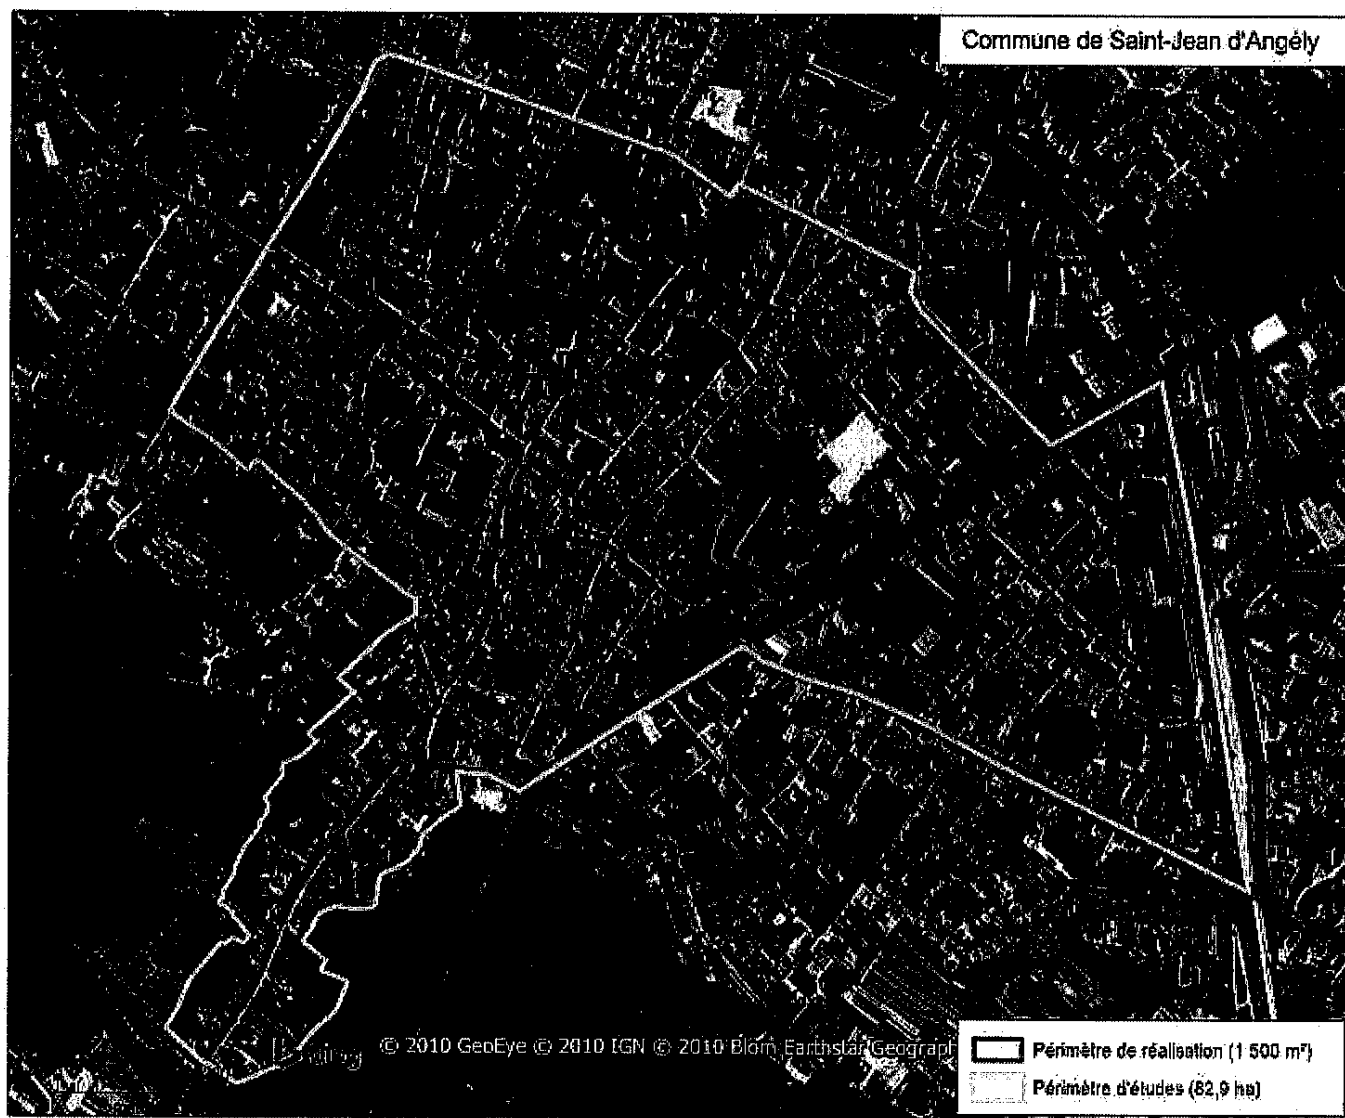 Commune de Saint-Jean d'Angély
© 2010 GeoEye © 2010 IGN © 2010 Blom Earthstar Geograph
Périmètre de réalisation (1 500 m²)
Périmètre d'études (82,9 ha)